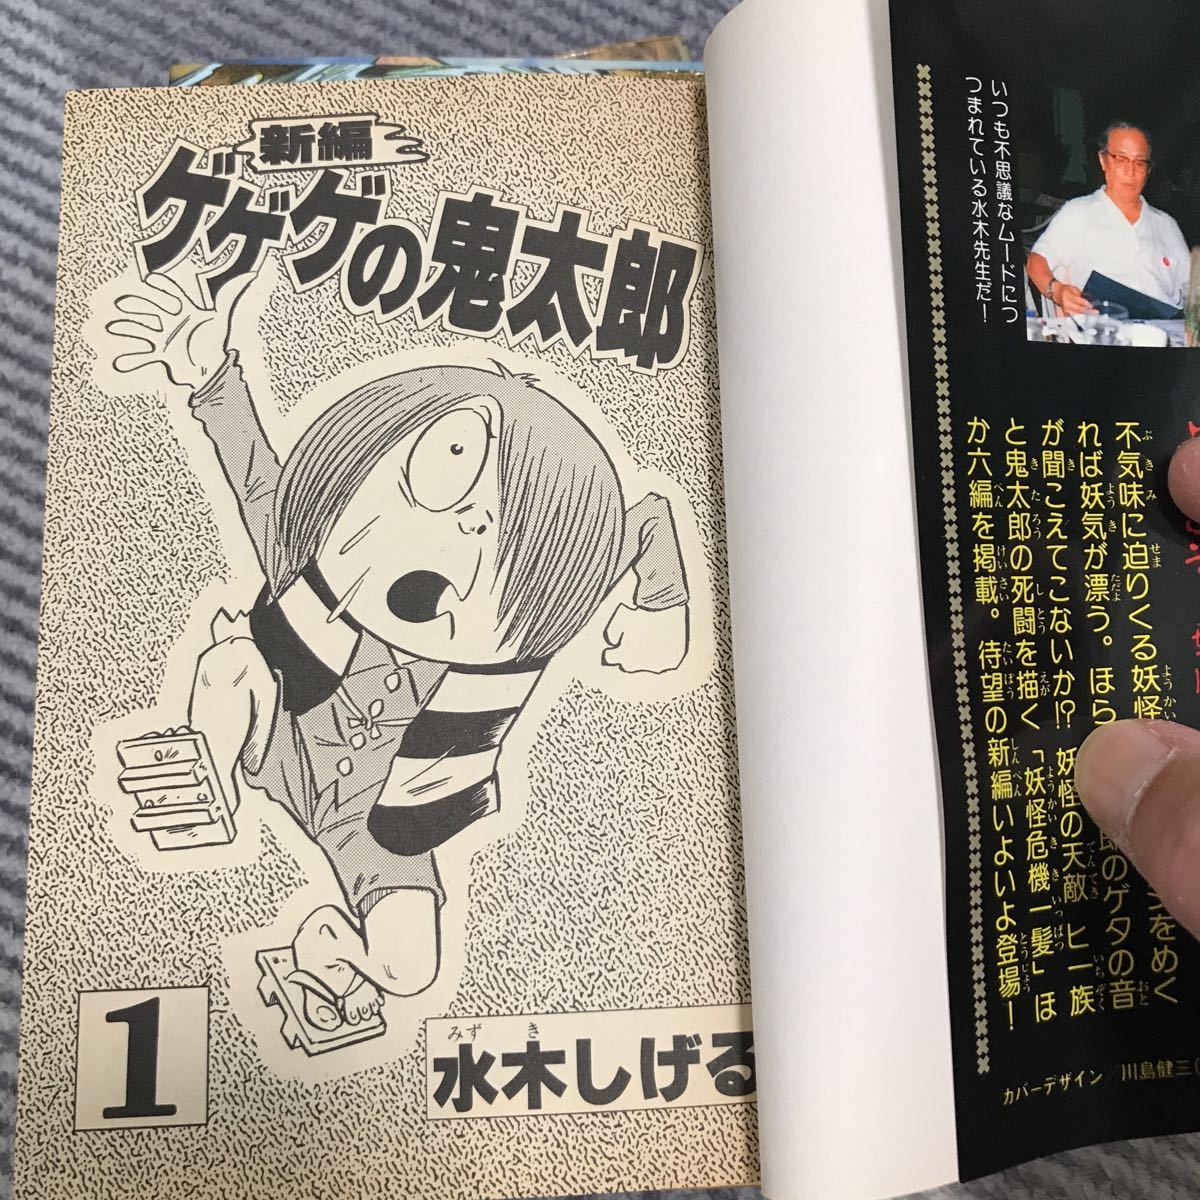 新編
ゲゲゲの鬼太郎
1
みずき
水木しげる
いつも不思議なムードにつ
つまれている水木先生だ！
不気味に迫りくる妖怪
をめく
れば妖気が漂う。ほら
のゲタの音
が聞こえてこないか!?妖怪の天敵ヒ一族
と鬼太郎の死闘を描く「妖怪危機一髪」ほ
か六編を掲載。待望の新編いよいよ登場！
カバーデザイン／川島健三